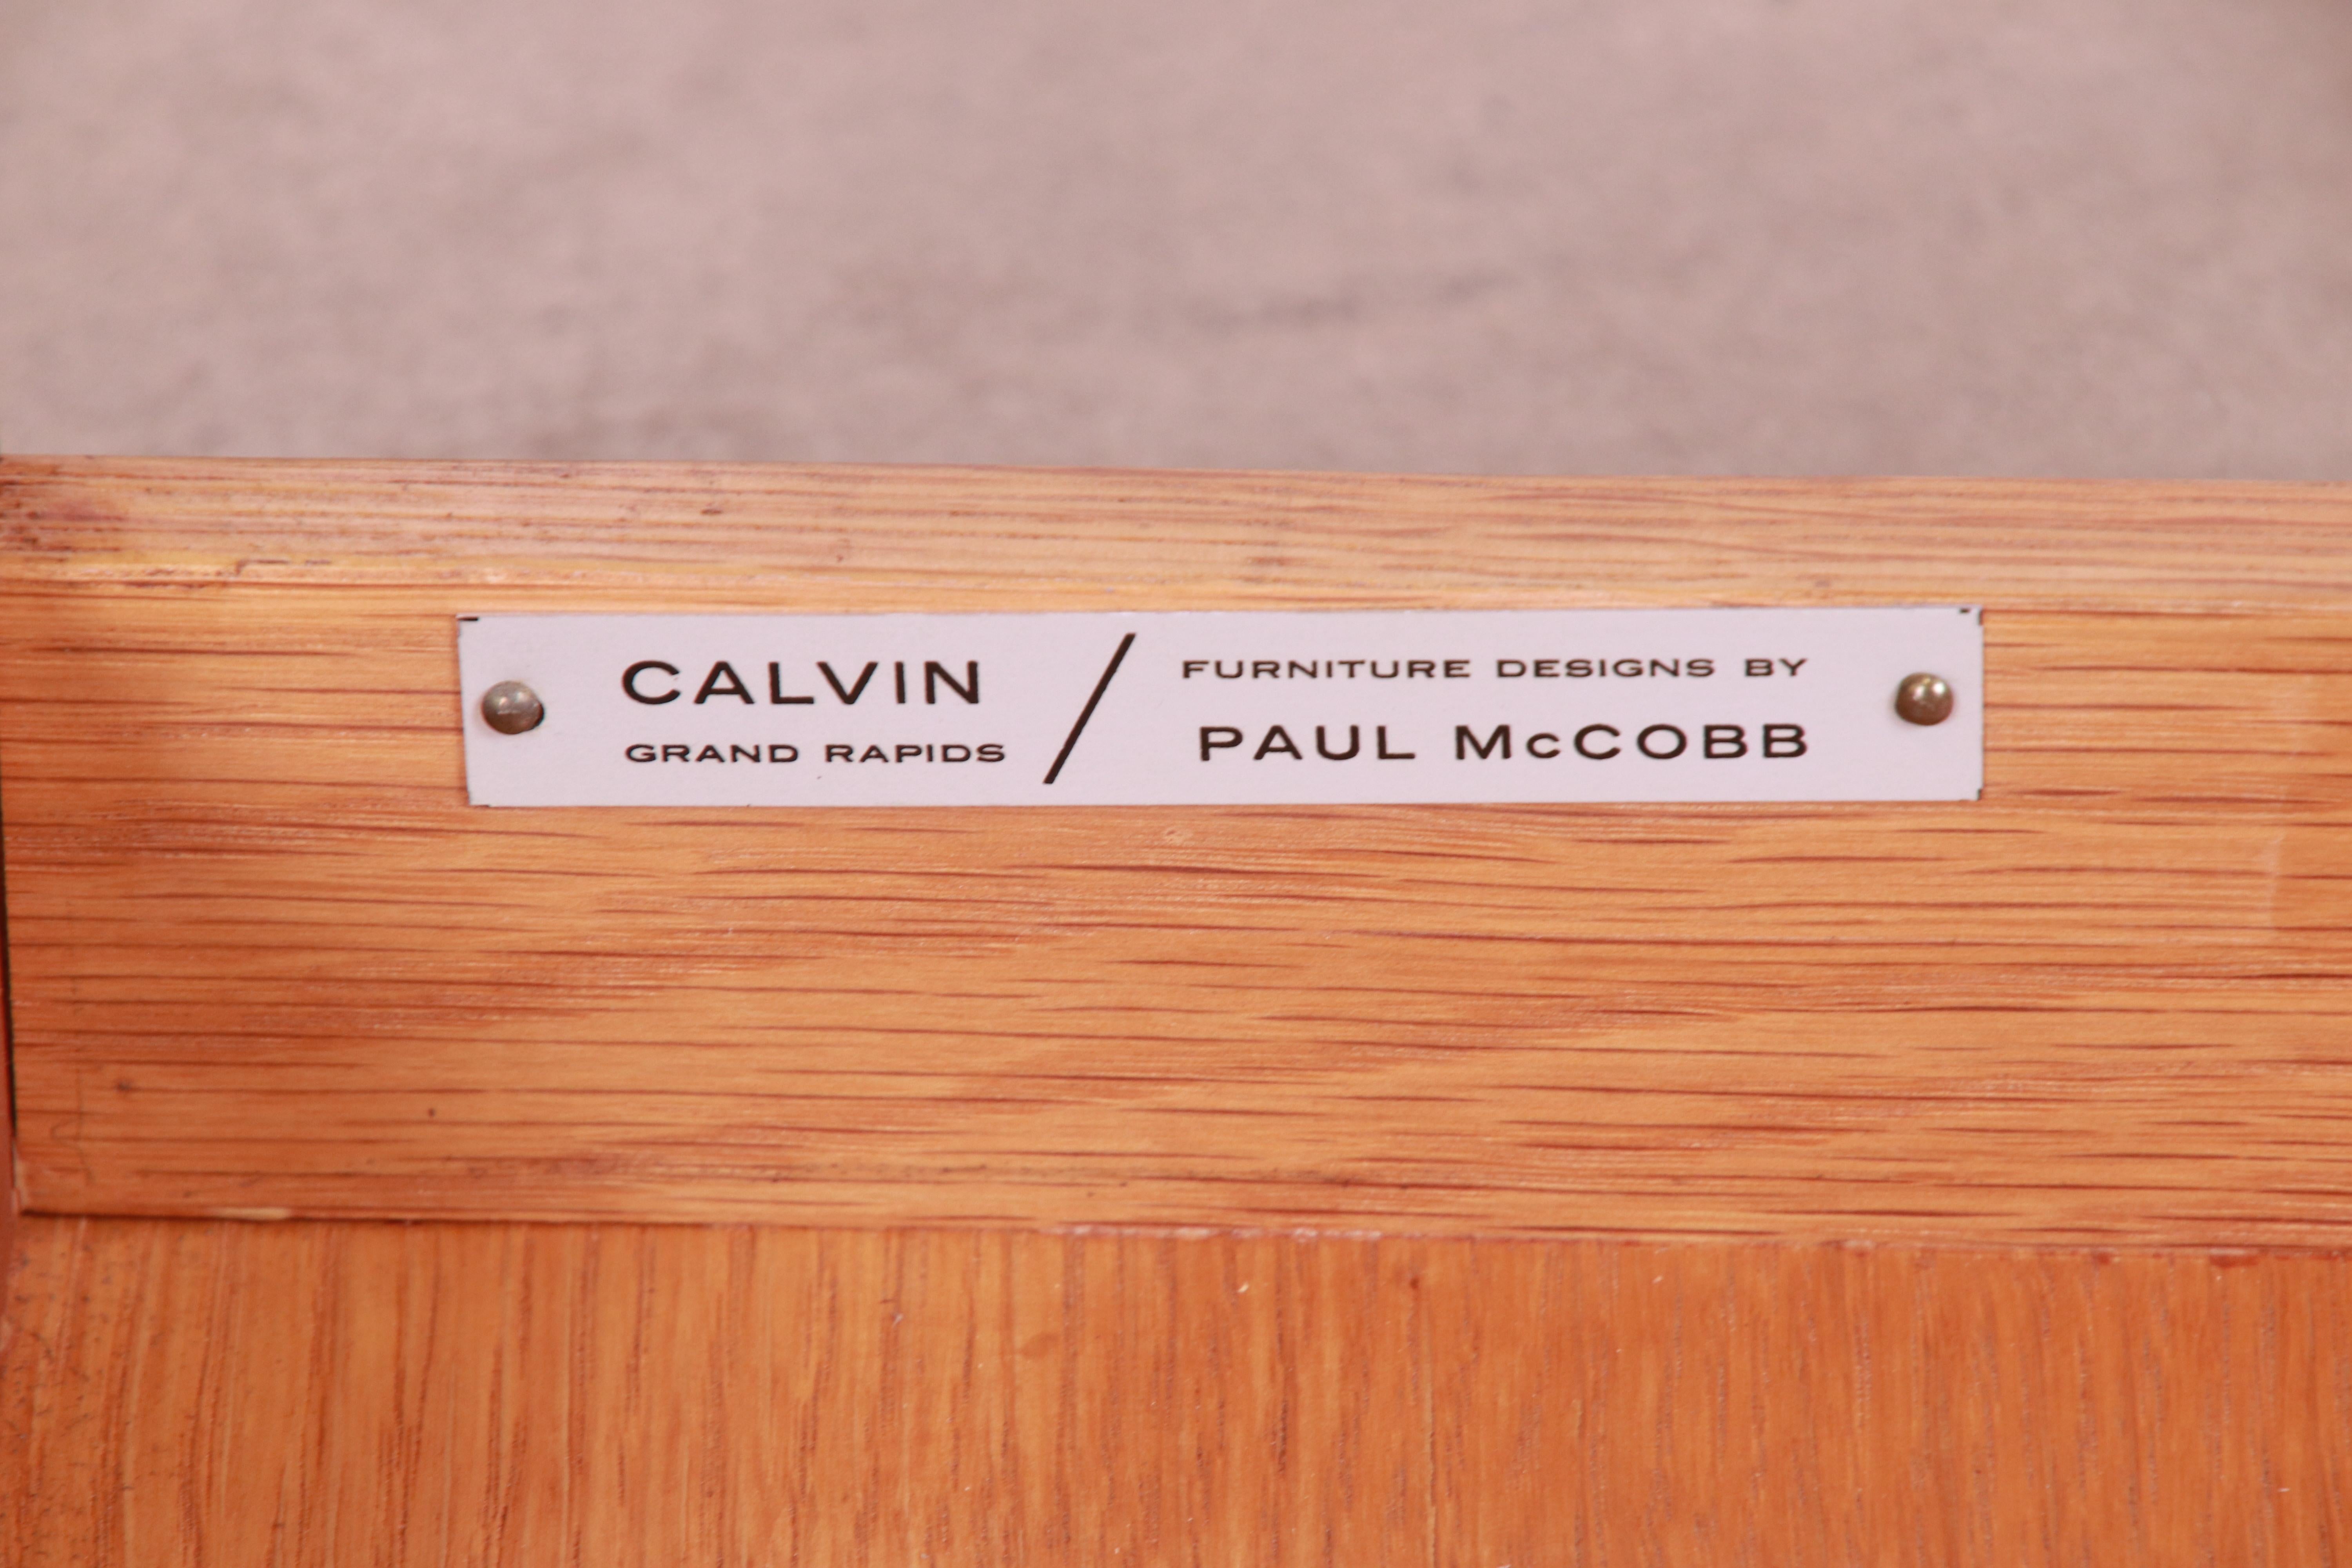 CALVIN
GRAND RAPIDS
/
FURNITURE DESIGNS BY
PAUL McCOBB